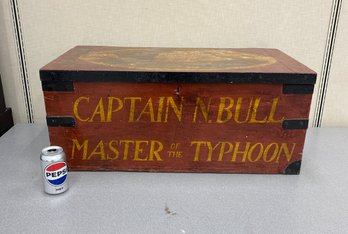 CAPTAIN N. BULL
MASTER OF THE TYPHOON
PEPSI